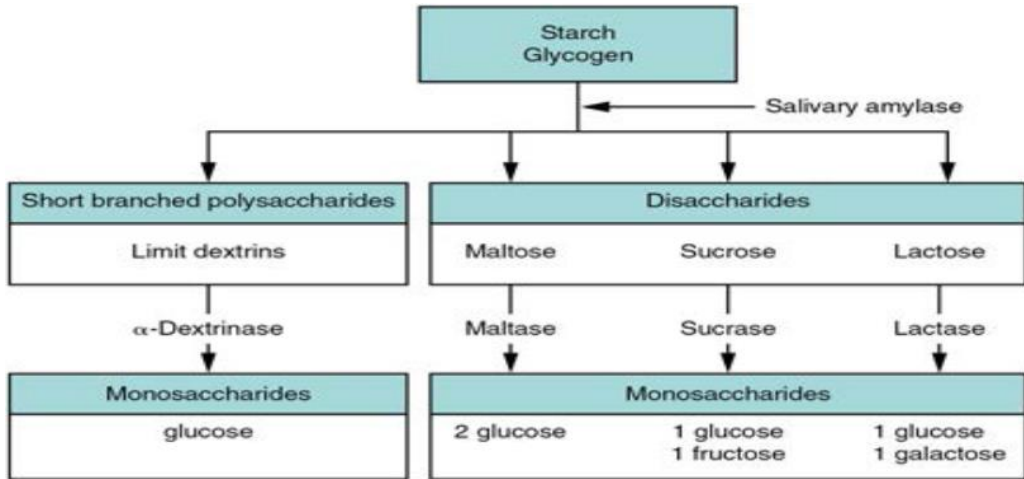 Starch
Glycogen
Salivary amylase
Short branched polysaccharides
Disaccharides
Limit dextrins
Maltose
Sucrose
Lactose
α-Dextrinase
Maltase
Sucrase
Lactase
Monosaccharides
Monosaccharides
glucose
2 glucose
1 glucose
1 fructose
1 glucose
1 galactose